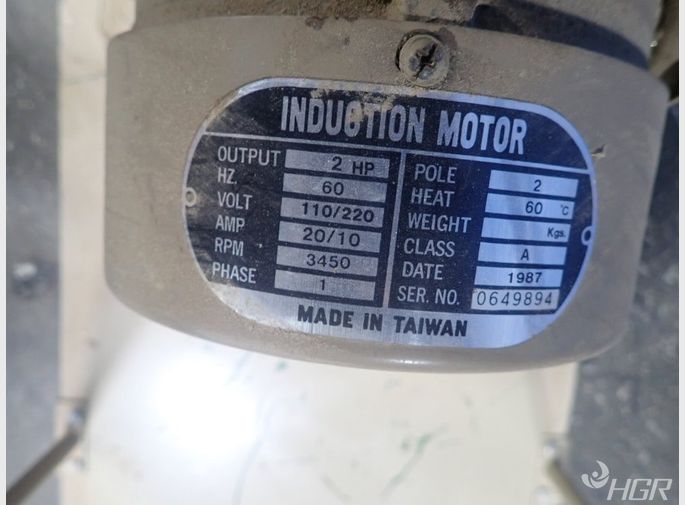 INDUCTION MOTOR
OUTPUT 2 HP
HZ. 60
VOLT 110/220
AMP 20/10
RPM 3450
PHASE 1
POLE 2
HEAT 60 °C
WEIGHT Kgs.
CLASS A
DATE 1987
SER. NO. 0649894
MADE IN TAIWAN
HGR